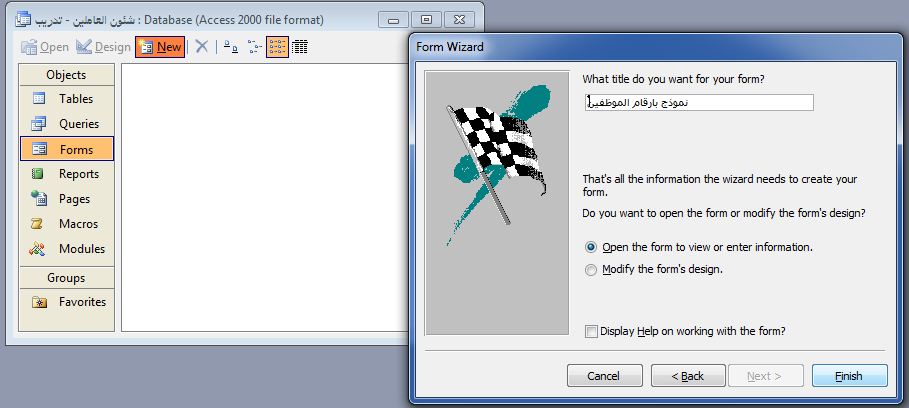 شئون العاملين - تدريب : Database (Access 2000 file format)
Open Design New
Objects
Tables
Queries
Forms
Reports
Pages
Macros
Modules
Groups
Favorites
Form Wizard
What title do you want for your form?
نموذج بارقام الموظفين
That's all the information the wizard needs to create your
form.
Do you want to open the form or modify the form's design?
Open the form to view or enter information.
Modify the form's design.
Display Help on working with the form?
Cancel < Back Next > Finish